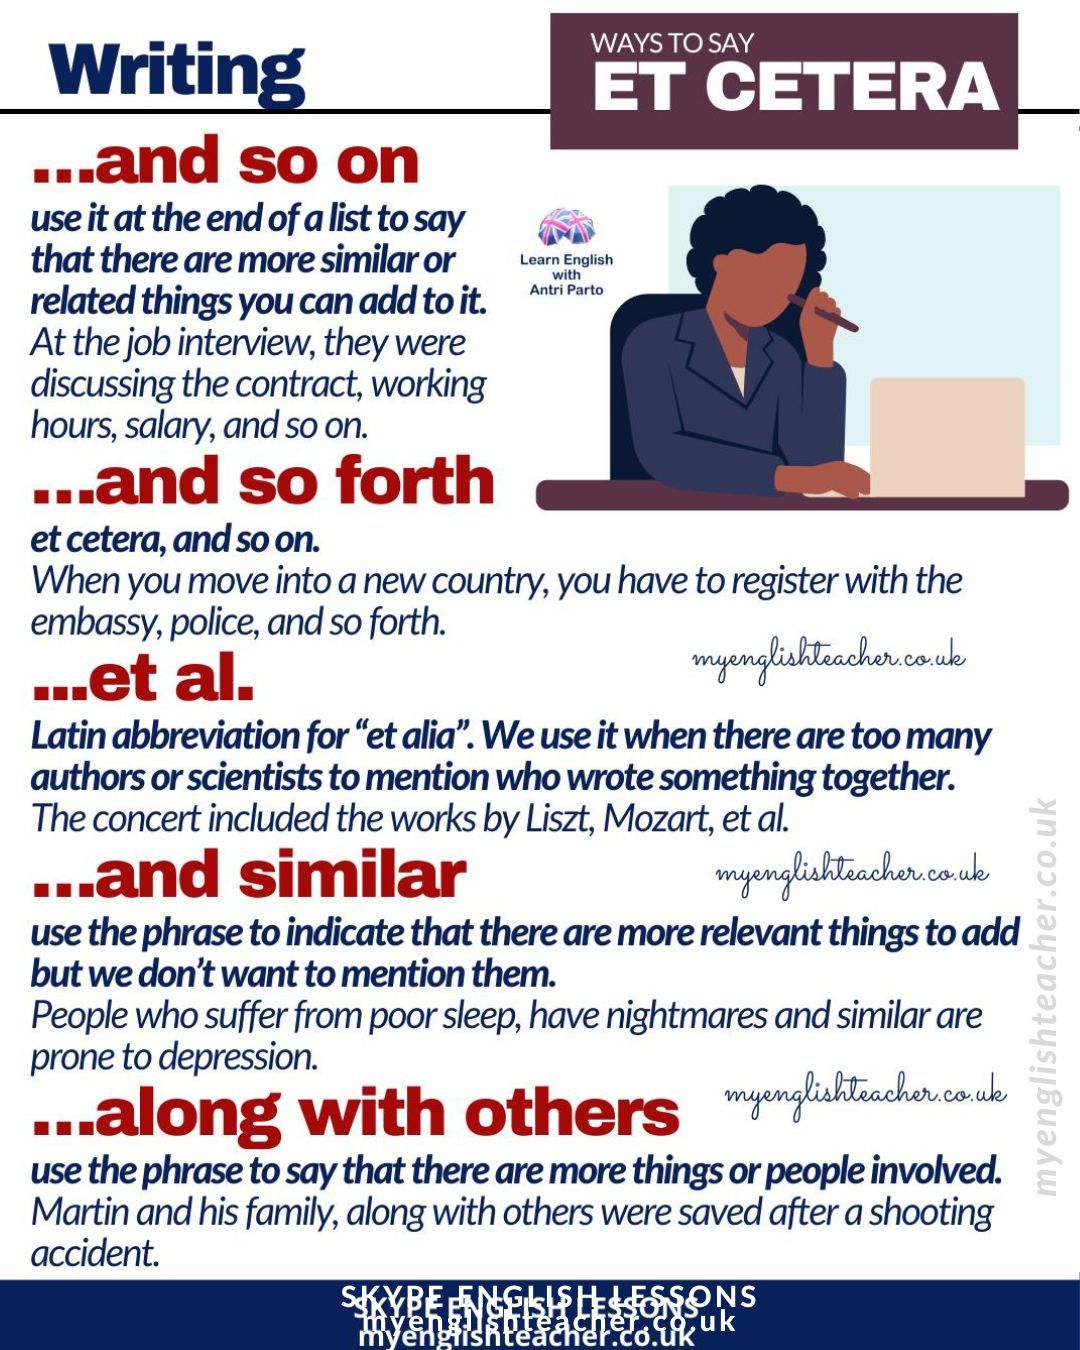 Writing
WAYS TO SAY
ET CETERA
...and so on
use it at the end of a list to say
that there are more similar or
related things you can add to it.
At the job interview, they were
discussing the contract, working
hours, salary, and so on.
Learn English
with
Antri Parto
...and so forth
et cetera, and so on.
When you move into a new country, you have to register with the
embassy, police, and so forth.
myenglishteacher.co.uk
...et al.
Latin abbreviation for “et alia”. We use it when there are too many
authors or scientists to mention who wrote something together.
The concert included the works by Liszt, Mozart, et al.
...and similar
myenglishteacher.co.uk
use the phrase to indicate that there are more relevant things to add
but we don’t want to mention them.
People who suffer from poor sleep, have nightmares and similar are
prone to depression.
myenglishteacher.co.uk
...along with others
myenglishteacher.co.uk
use the phrase to say that there are more things or people involved.
Martin and his family, along with others were saved after a shooting
accident.
SKYPE ENGLISH LESSONS
SKYPE ENGLISH LESSONS
myenglishteacher.co.uk
myenglishteacher.co.uk